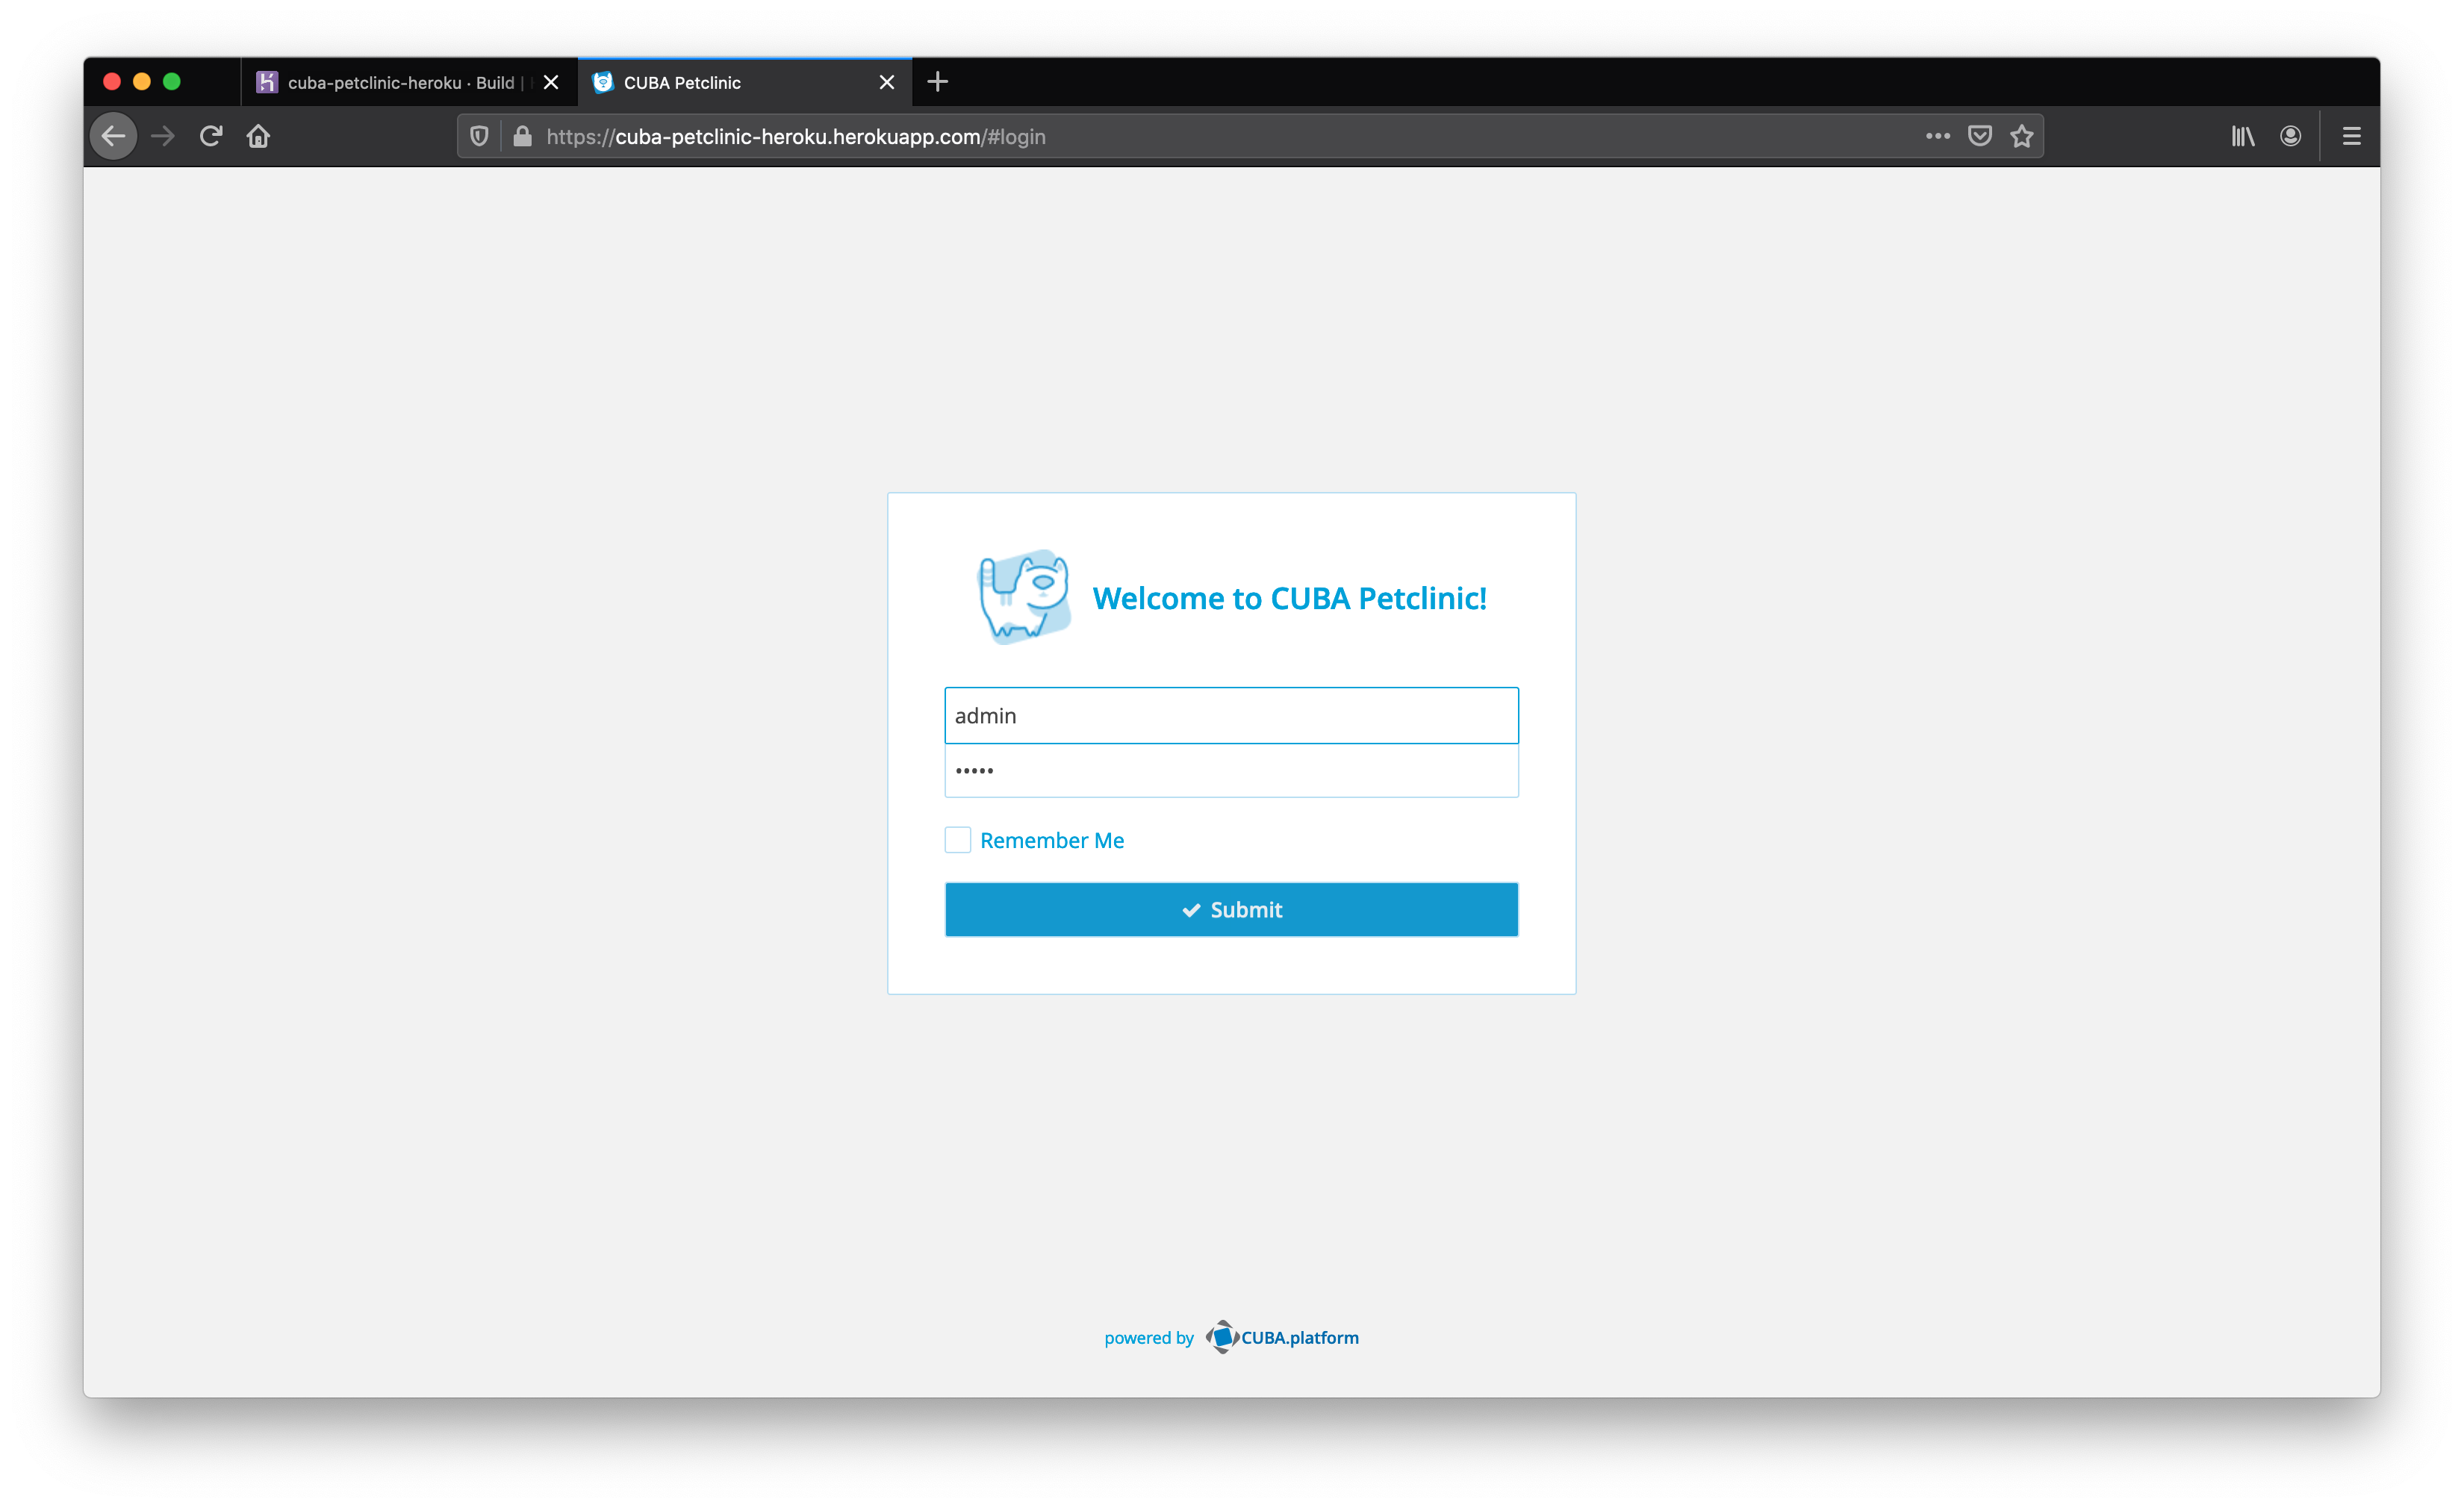 cuba-petclinic-heroku · Build |
CUBA Petclinic
https://cuba-petclinic-heroku.herokuapp.com/#login
Welcome to CUBA Petclinic!
admin
•••••
Remember Me
Submit
powered by CUBA.platform